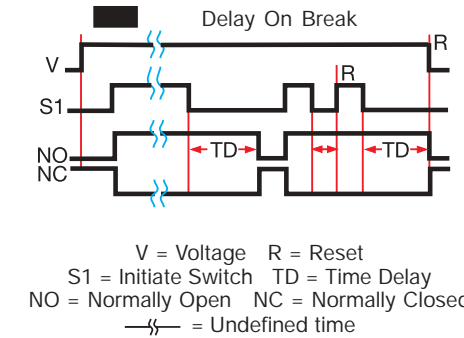 Delay On Break
R
V
R
S1
NO
TD
TD
NC
V = Voltage R = Reset
S1 = Initiate Switch TD = Time Delay
NO = Normally Open NC = Normally Closed
= Undefined time